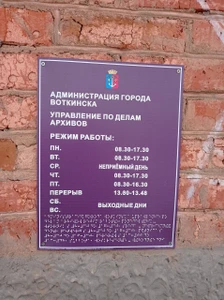 АДМИНИСТРАЦИЯ ГОРОДА
ВОТКИНСКА
УПРАВЛЕНИЕ ПО ДЕЛАМ
АРХИВОВ
РЕЖИМ РАБОТЫ:
ПН. 08.30-17.30
ВТ. 08.30-17.30
СР. НЕПРИЁМНЫЙ ДЕНЬ
ЧТ. 08.30-17.30
ПТ. 08.30-16.30
ПЕРЕРЫВ 13.00-13.48
СБ. ВЫХОДНЫЕ ДНИ
ВС.